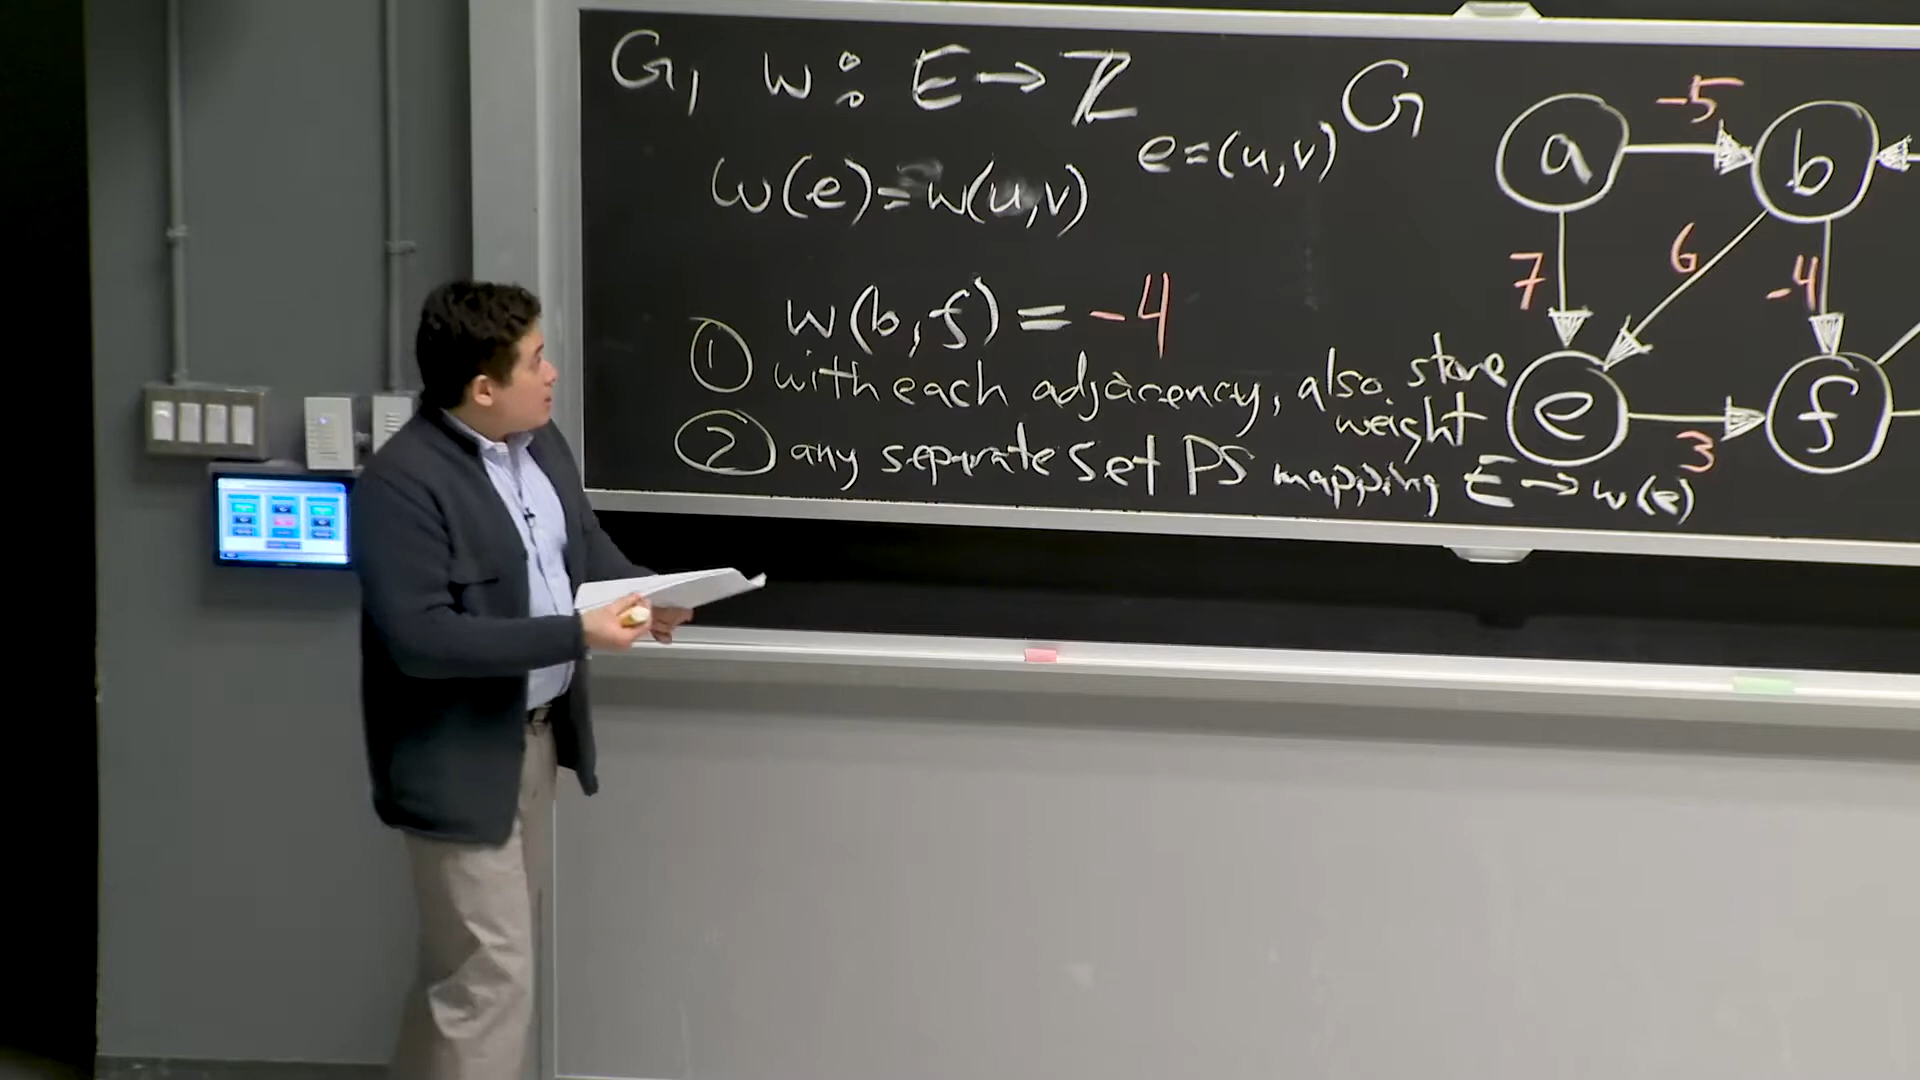 G, w: E → ℤ
e=(u,v)
w(e)=w(u,v)
w(b,f) = -4
① with each adjacency, also store
weight
② any separate set DS mapping E → w(e)
G
a
-5
b
7
6
-4
e
3
f